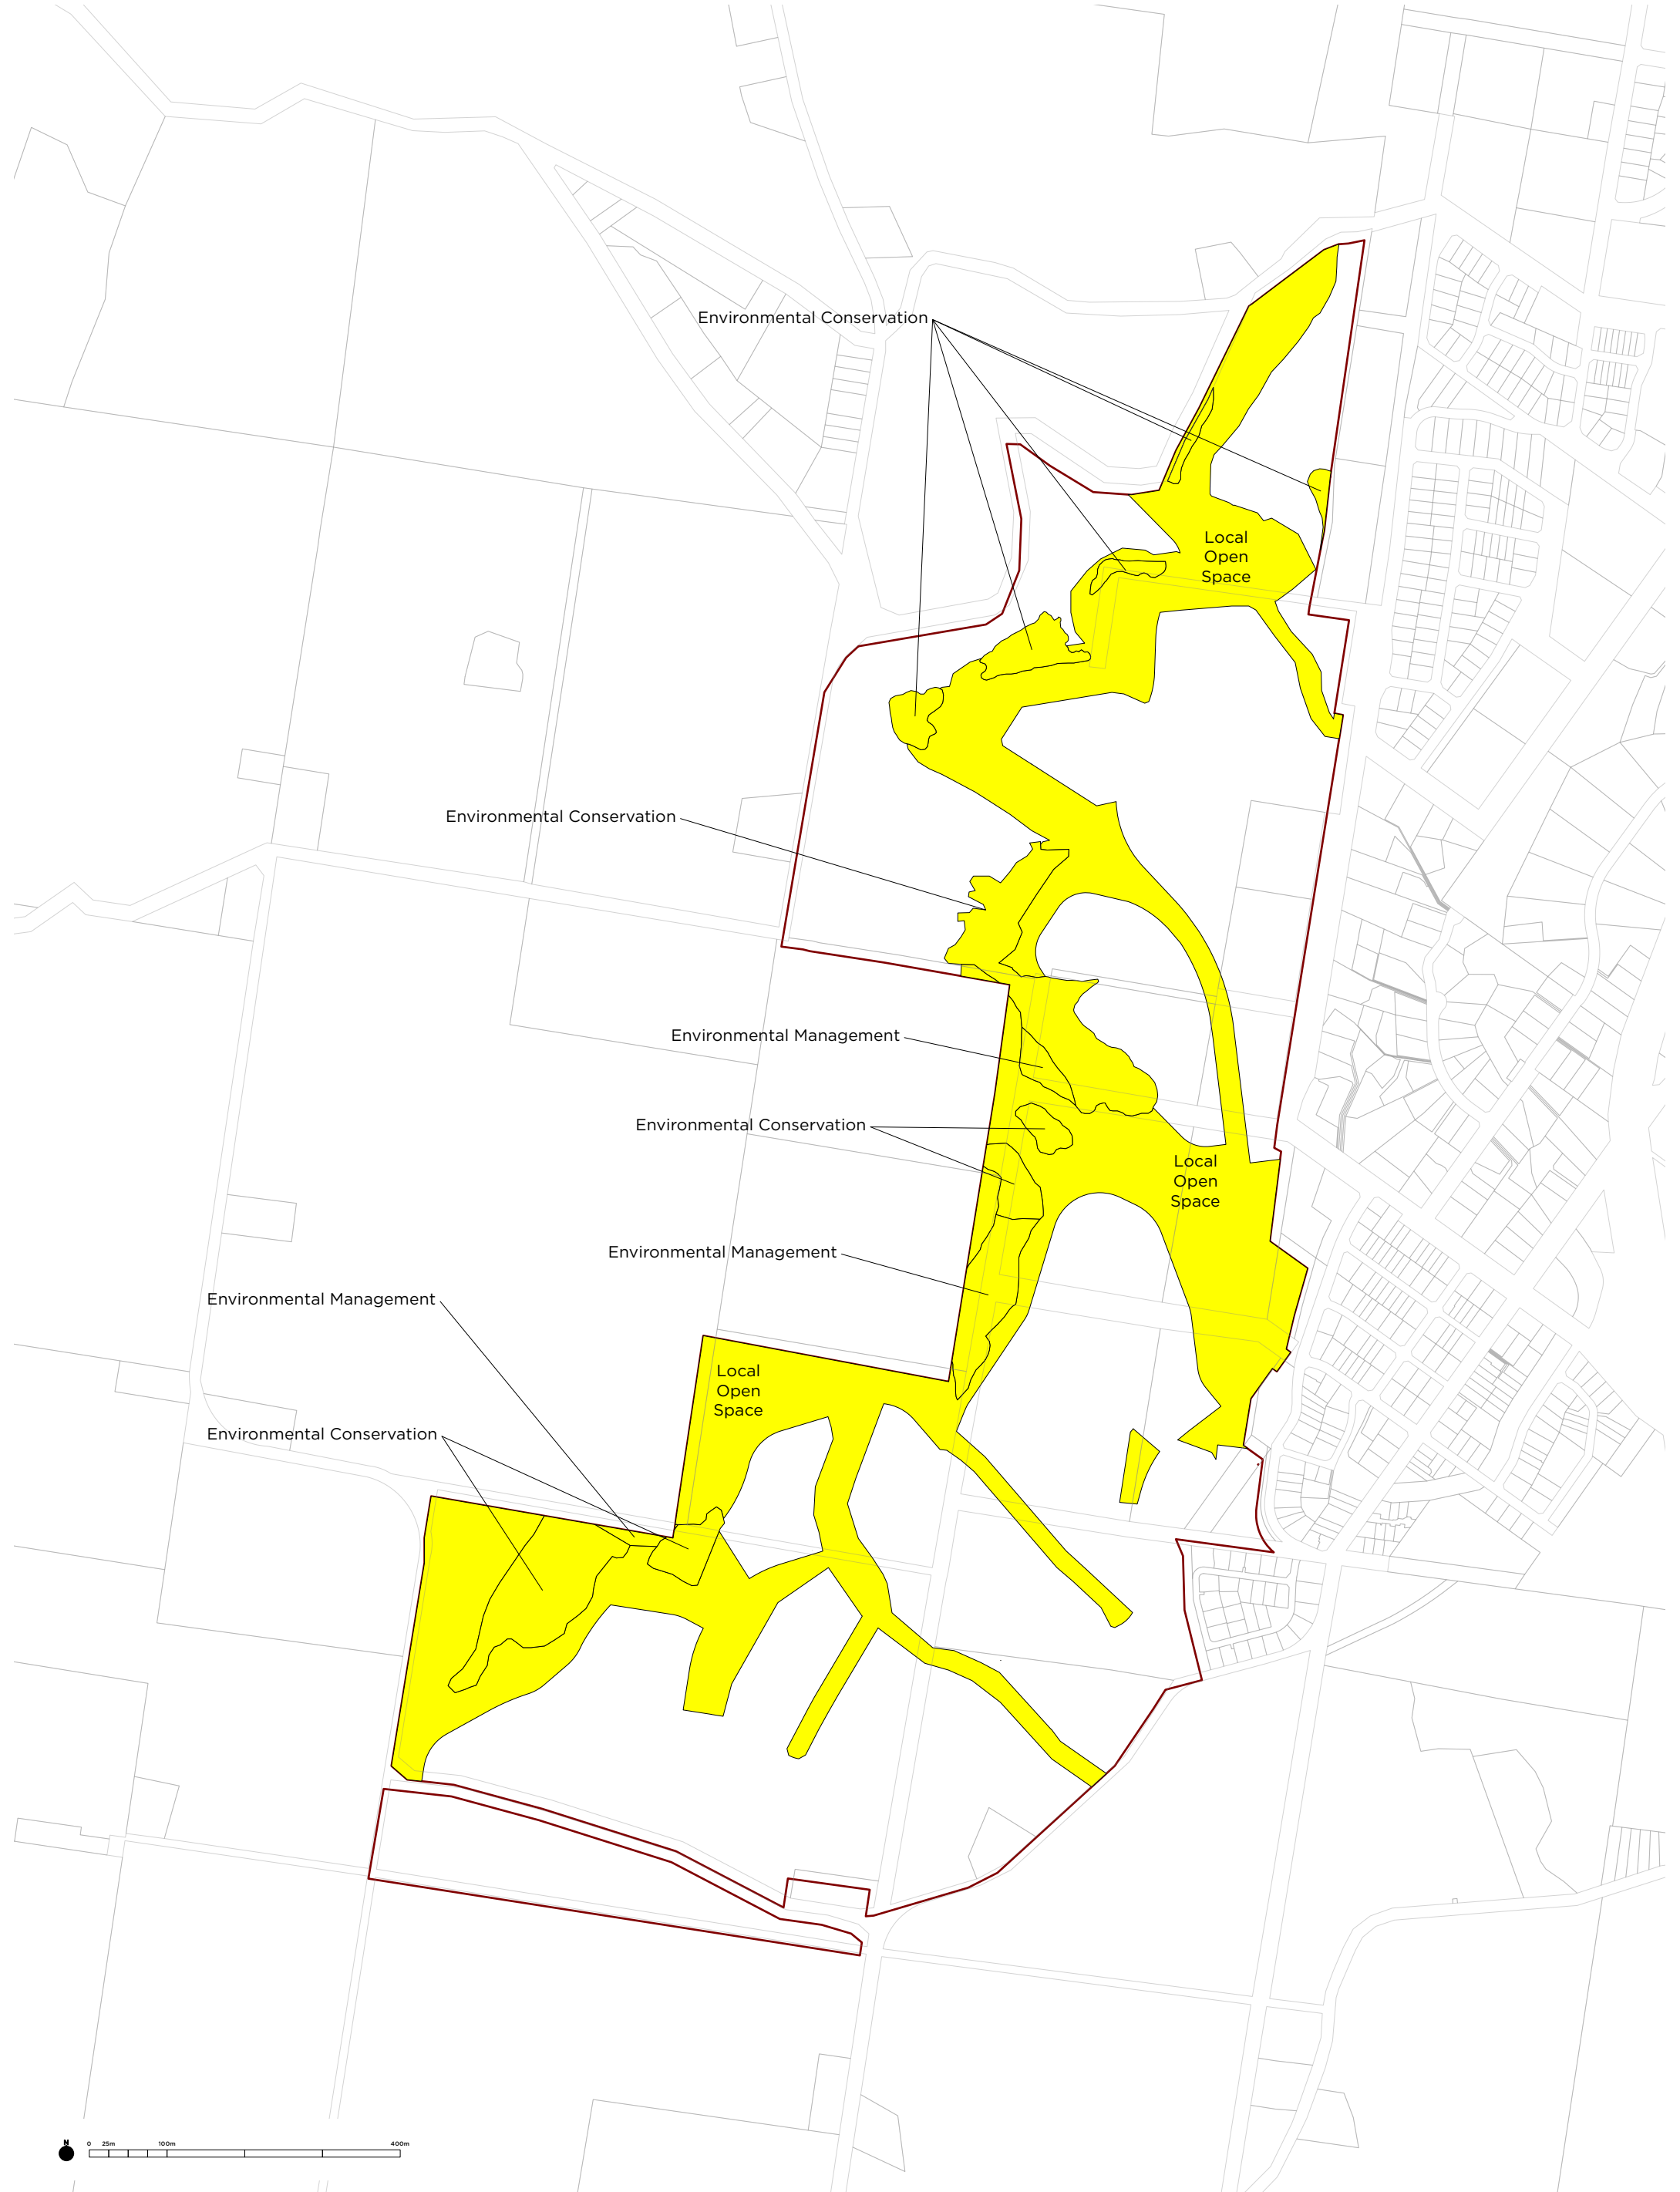 Environmental Conservation
Local
Open
Space
Environmental Conservation
Environmental Management
Environmental Conservation
Local
Open
Space
Environmental Management
Environmental Management
Local
Open
Space
Environmental Conservation
N
0 25m 100m 400m